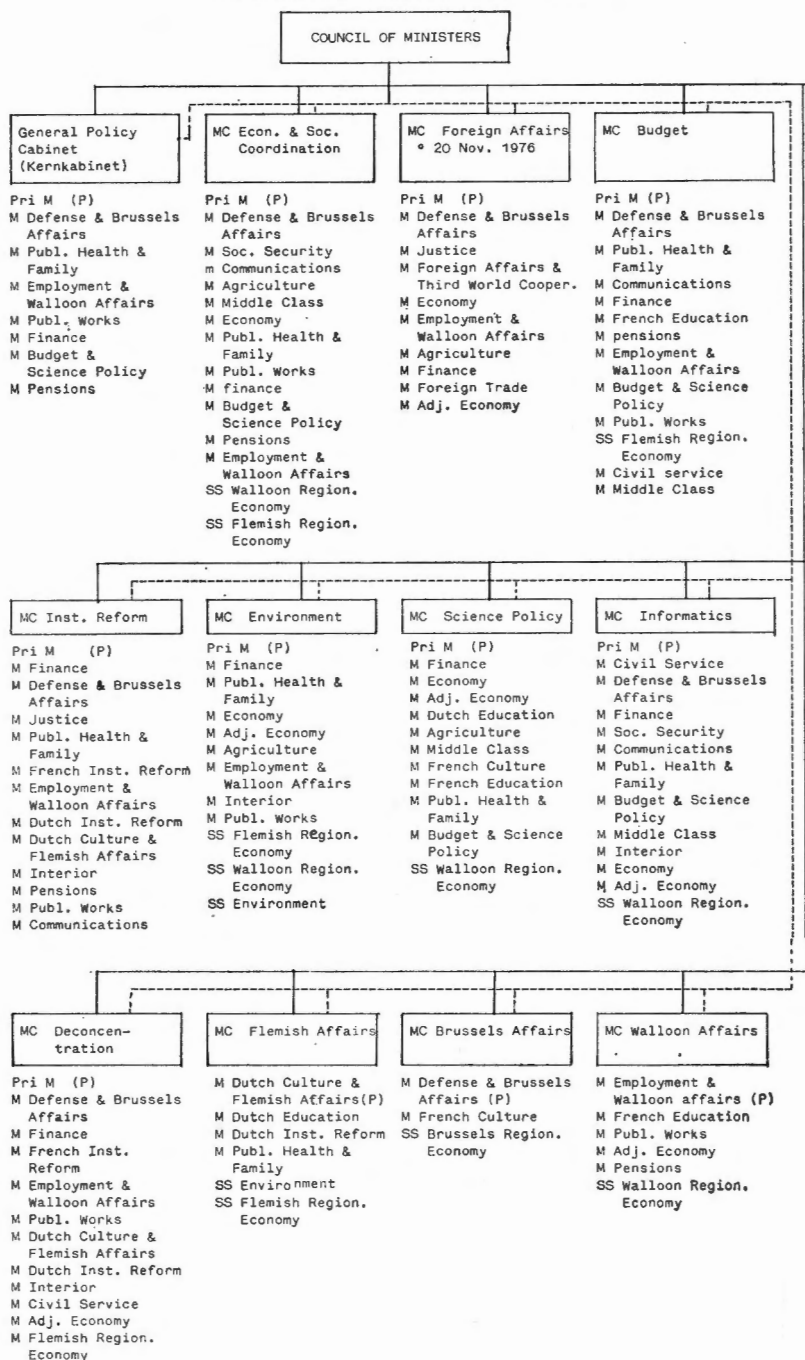 COUNCIL OF MINISTERS
General Policy
Cabinet
(Kernkabinet)
Pri M (P)
M Defense & Brussels
Affairs
M Publ. Health &
Family
M Employment &
Walloon Affairs
M Publ. Works
M Finance
M Budget &
Science Policy
M Pensions
MC Econ. & Soc.
Coordination
Pri M (P)
M Defense & Brussels
Affairs
M Soc. Security
m Communications
M Agriculture
M Middle Class
M Economy
M Publ. Health &
Family
M Publ. Works
M finance
M Budget &
Science Policy
M Pensions
M Employment &
Walloon Affairs
SS Walloon Region.
Economy
SS Flemish Region.
Economy
MC Foreign Affairs
° 20 Nov. 1976
Pri M (P)
M Defense & Brussels
Affairs
M Justice
M Foreign Affairs &
Third World Cooper.
M Economy
M Employment &
Walloon Affairs
M Agriculture
M Finance
M Foreign Trade
M Adj. Economy
MC Budget
Pri M (P)
M Defense & Brussels
Affairs
M Publ. Health &
Family
M Communications
M Finance
M French Education
M pensions
M Employment &
Walloon Affairs
M Budget & Science
Policy
M Publ. Works
SS Flemish Region.
Economy
M Civil service
M Middle Class
MC Inst. Reform
Pri M (P)
M Finance
M Defense & Brussels
Affairs
M Justice
M Publ. Health &
Family
M French Inst. Reform
M Employment &
Walloon Affairs
M Dutch Inst. Reform
M Dutch Culture &
Flemish Affairs
M Interior
M Pensions
M Publ. Works
M Communications
MC Environment
Pri M (P)
M Finance
M Publ. Health &
Family
M Economy
M Adj. Economy
M Agriculture
M Employment &
Walloon Affairs
M Interior
M Publ. Works
SS Flemish Region.
Economy
SS Walloon Region.
Economy
SS Environment
MC Science Policy
Pri M (P)
M Finance
M Economy
M Adj. Economy
M Dutch Education
M Agriculture
M Middle Class
M French Culture
M French Education
M Publ. Health &
Family
M Budget & Science
Policy
SS Walloon Region.
Economy
MC Informatics
Pri M (P)
M Civil Service
M Defense & Brussels
Affairs
M Finance
M Soc. Security
M Communications
M Publ. Health &
Family
M Budget & Science
Policy
M Middle Class
M Interior
M Economy
M Adj. Economy
SS Walloon Region.
Economy
MC Deconcen-
tration
Pri M (P)
M Defense & Brussels
Affairs
M Finance
M French Inst.
Reform
M Employment &
Walloon Affairs
M Publ. Works
M Dutch Culture &
Flemish Affairs
M Dutch Inst. Reform
M Interior
M Civil Service
M Adj. Economy
M Flemish Region.
Economy
MC Flemish Affairs
M Dutch Culture &
Flemish Affairs(P)
M Dutch Education
M Dutch Inst. Reform
M Publ. Health &
Family
SS Environment
SS Flemish Region.
Economy
MC Brussels Affairs
M Defense & Brussels
Affairs (P)
M French Culture
SS Brussels Region.
Economy
MC Walloon Affairs
M Employment &
Walloon affairs (P)
M French Education
M Publ. Works
M Adj. Economy
M Pensions
SS Walloon Region.
Economy